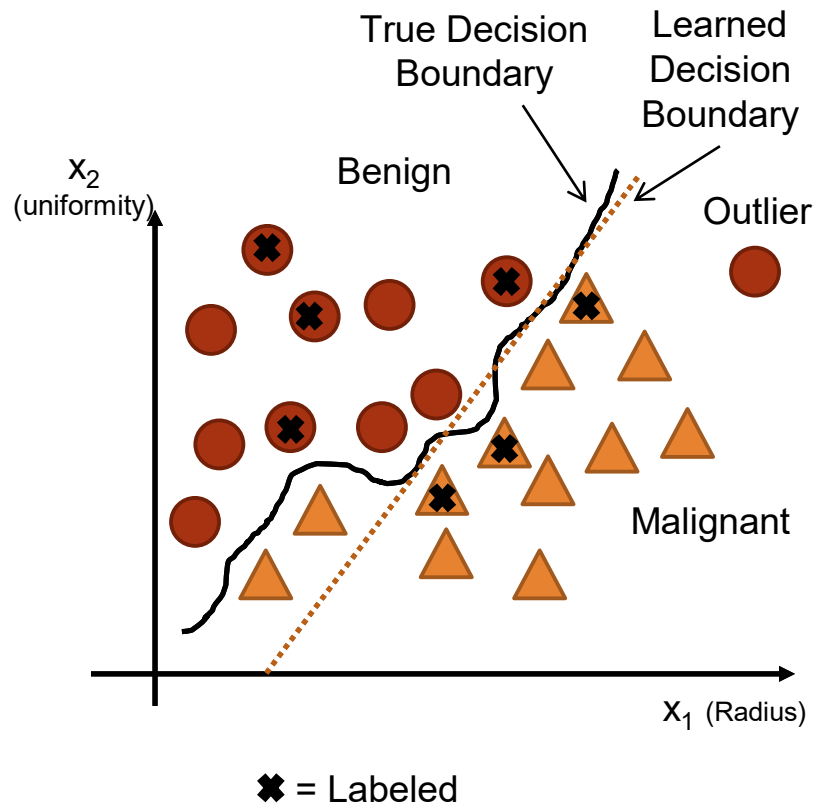 True Decision
Boundary
Learned
Decision
Boundary
x2
(uniformity)
Benign
Outlier
Malignant
x1 (Radius)
✖ = Labeled